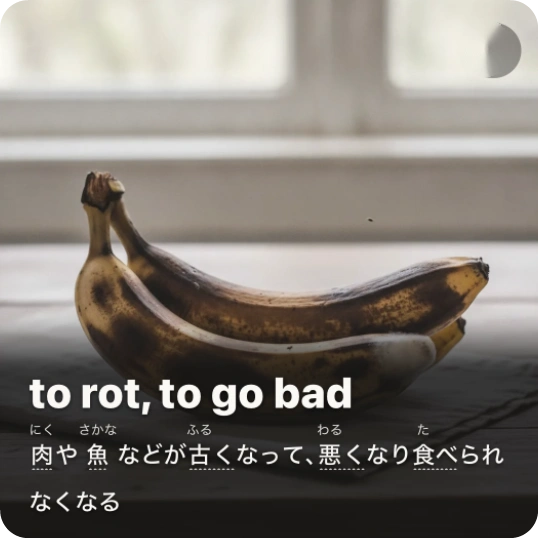 to rot, to go bad
にく さかな ふる わる た
肉や 魚 などが古くなって、悪くなり食べられ
なくなる